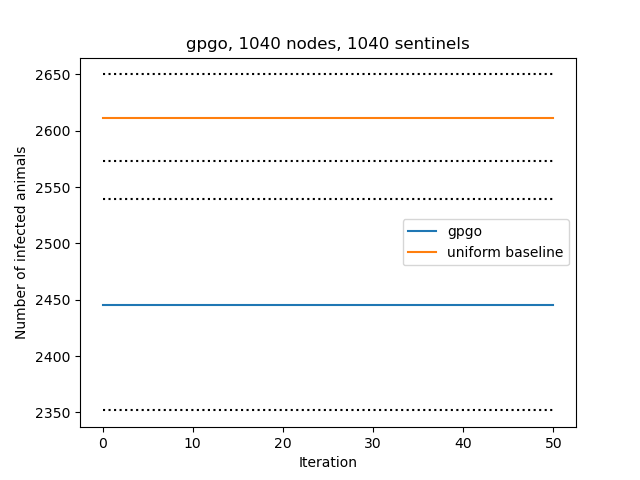 gpgo, 1040 nodes, 1040 sentinels
2650
2600
2550
2500
2450
2400
2350
Number of infected animals
gpgo
uniform baseline
0 10 20 30 40 50
Iteration